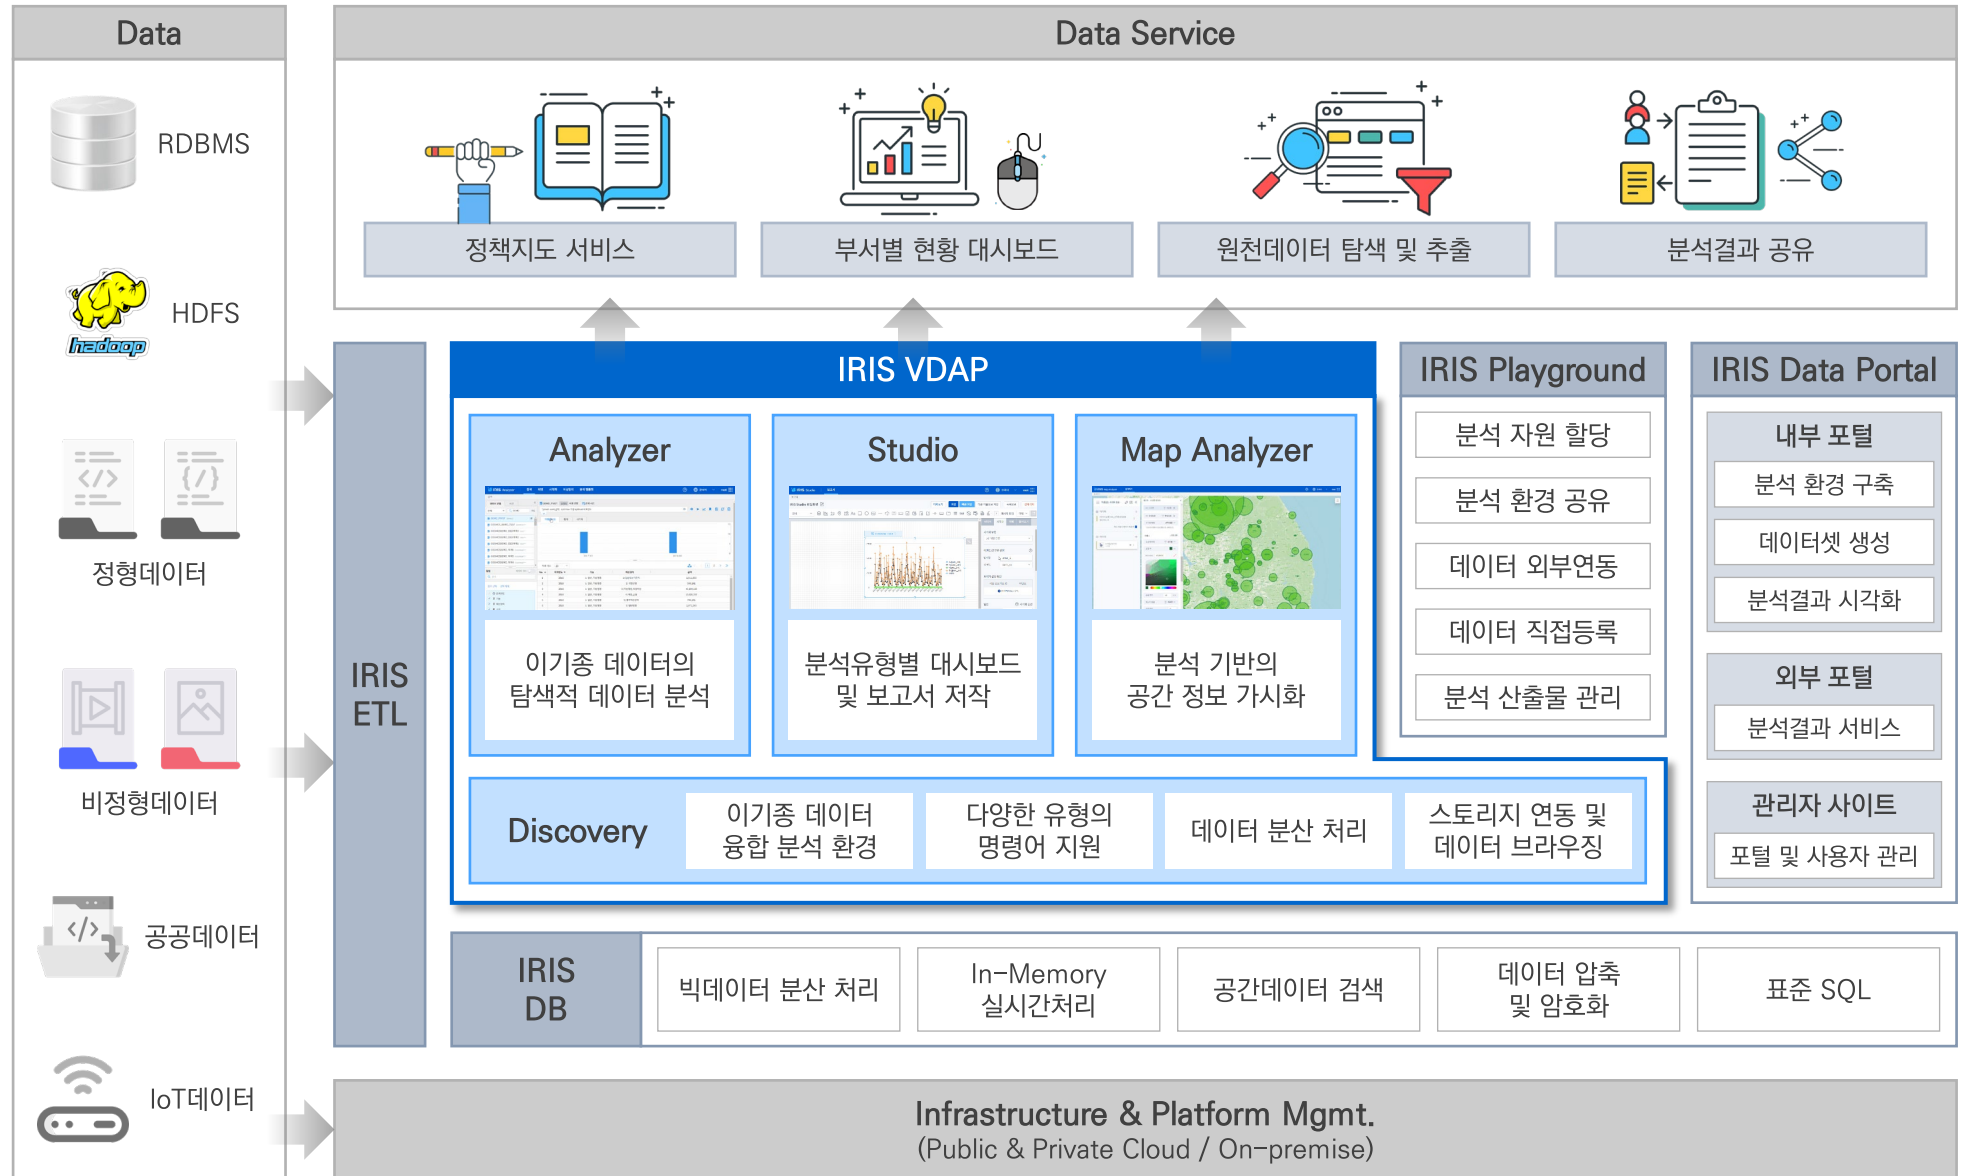 Data
RDBMS
hadoop
HDFS
정형데이터
비정형데이터
공공데이터
IoT데이터
Data Service
정책지도 서비스
부서별 현황 대시보드
원천데이터 탐색 및 추출
분석결과 공유
IRIS
ETL
IRIS VDAP
Analyzer
이기종 데이터의
탐색적 데이터 분석
Studio
분석유형별 대시보드
및 보고서 저작
Map Analyzer
분석 기반의
공간 정보 가시화
Discovery
이기종 데이터
융합 분석 환경
다양한 유형의
명령어 지원
데이터 분산 처리
스토리지 연동 및
데이터 브라우징
IRIS Playground
분석 자원 할당
분석 환경 공유
데이터 외부연동
데이터 직접등록
분석 산출물 관리
IRIS Data Portal
내부 포털
분석 환경 구축
데이터셋 생성
분석결과 시각화
외부 포털
분석결과 서비스
관리자 사이트
포털 및 사용자 관리
IRIS
DB
빅데이터 분산 처리
In-Memory
실시간처리
공간데이터 검색
데이터 압축
및 암호화
표준 SQL
Infrastructure & Platform Mgmt.
(Public & Private Cloud / On-premise)